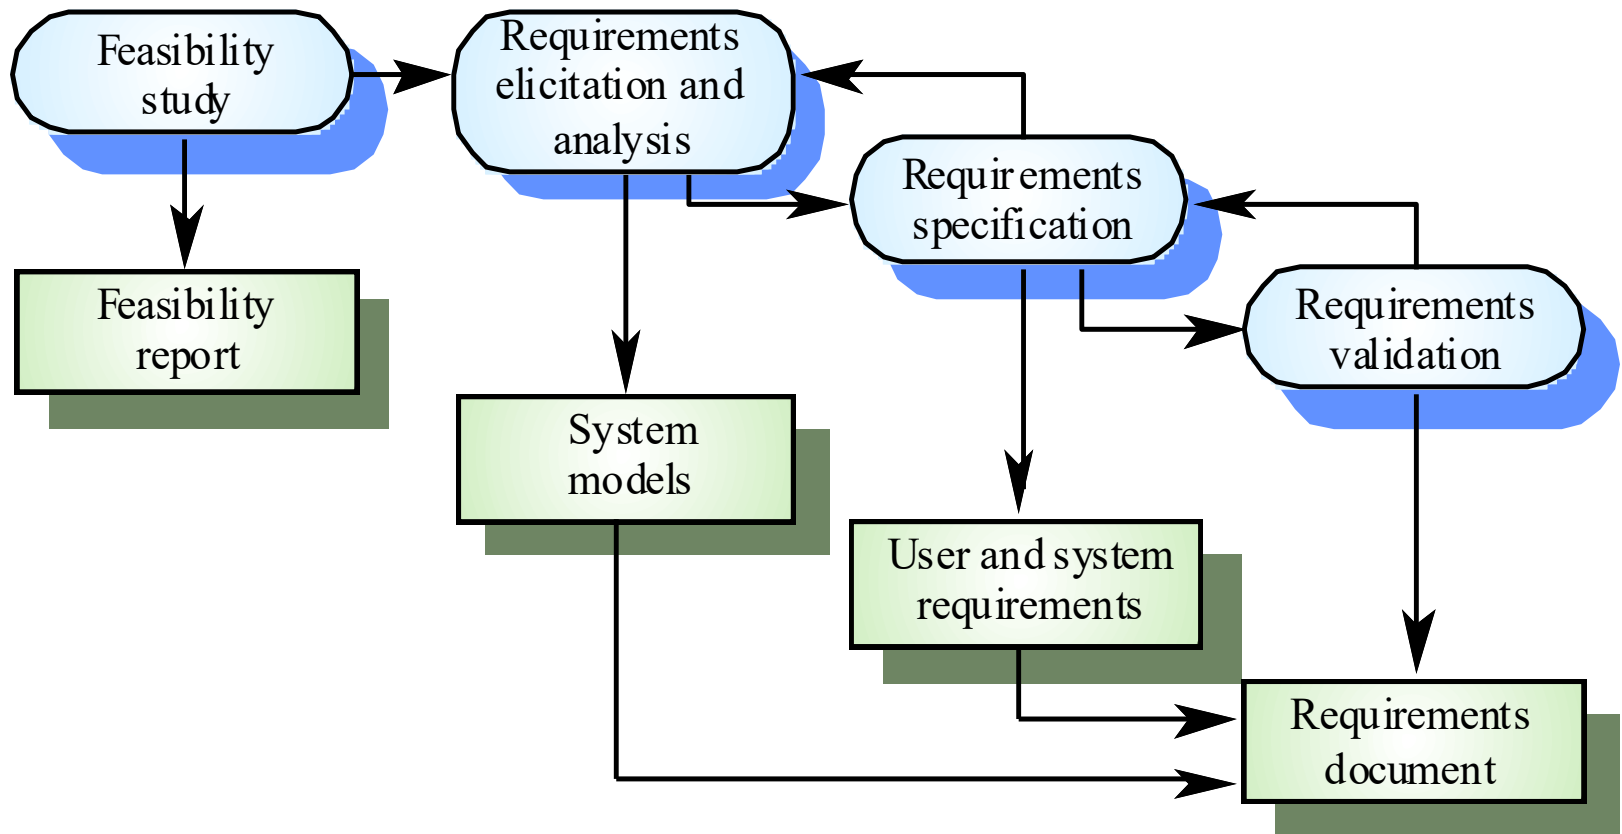 Feasibility
study
Requirements
elicitation and
analysis
Requirements
specification
Requirements
validation
Feasibility
report
System
models
User and system
requirements
Requirements
document